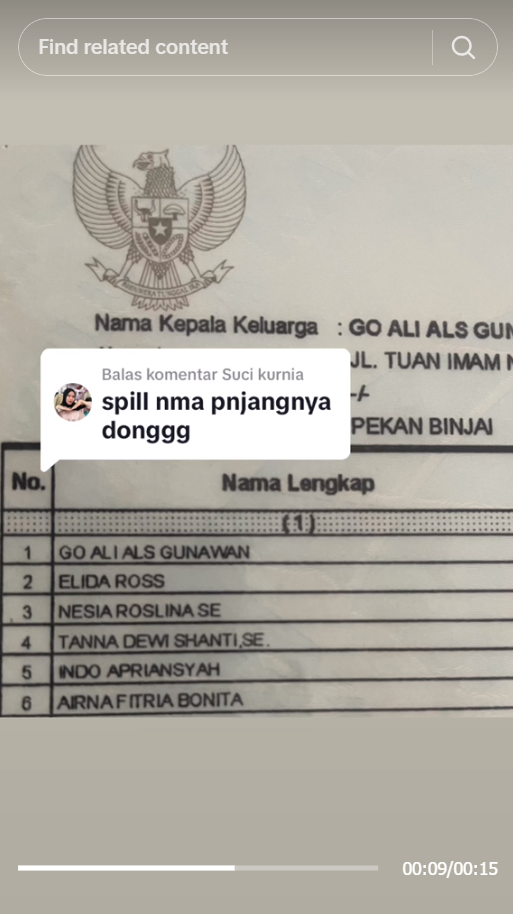 Find related content
Nama Kepala Keluarga : GO ALI ALS GUN
JL. TUAN IMAM N
-/-
PEKAN BINJAI
Balas komentar Suci kurnia
spill nma pnjangnya
donggg
No. Nama Lengkap
(1)
1 GO ALI ALS GUNAWAN
2 ELIDA ROSS
3 NESIA ROSLINA SE
4 TANNA DEWI SHANTI,SE.
5 INDO APRIANSYAH
6 AIRNA FITRIA BONITA
00:09/00:15